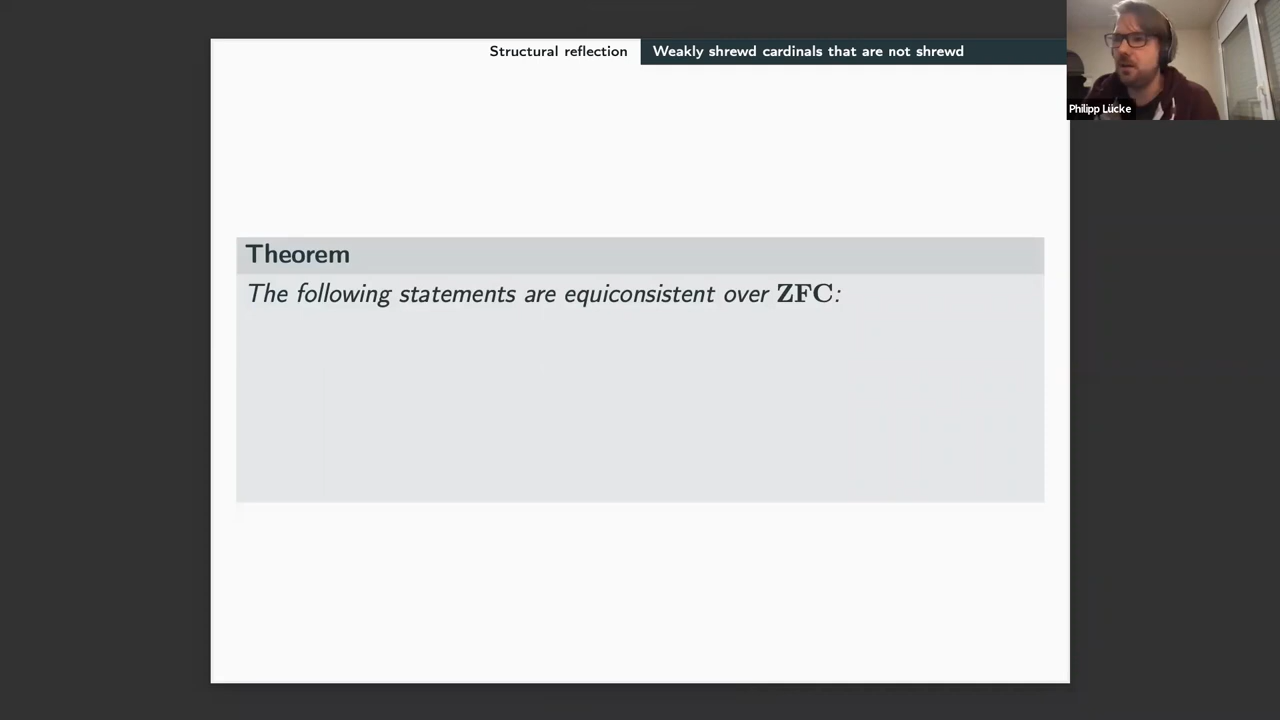 Structural reflection
Weakly shrewd cardinals that are not shrewd
Philipp Lücke
Theorem
The following statements are equiconsistent over ZFC: